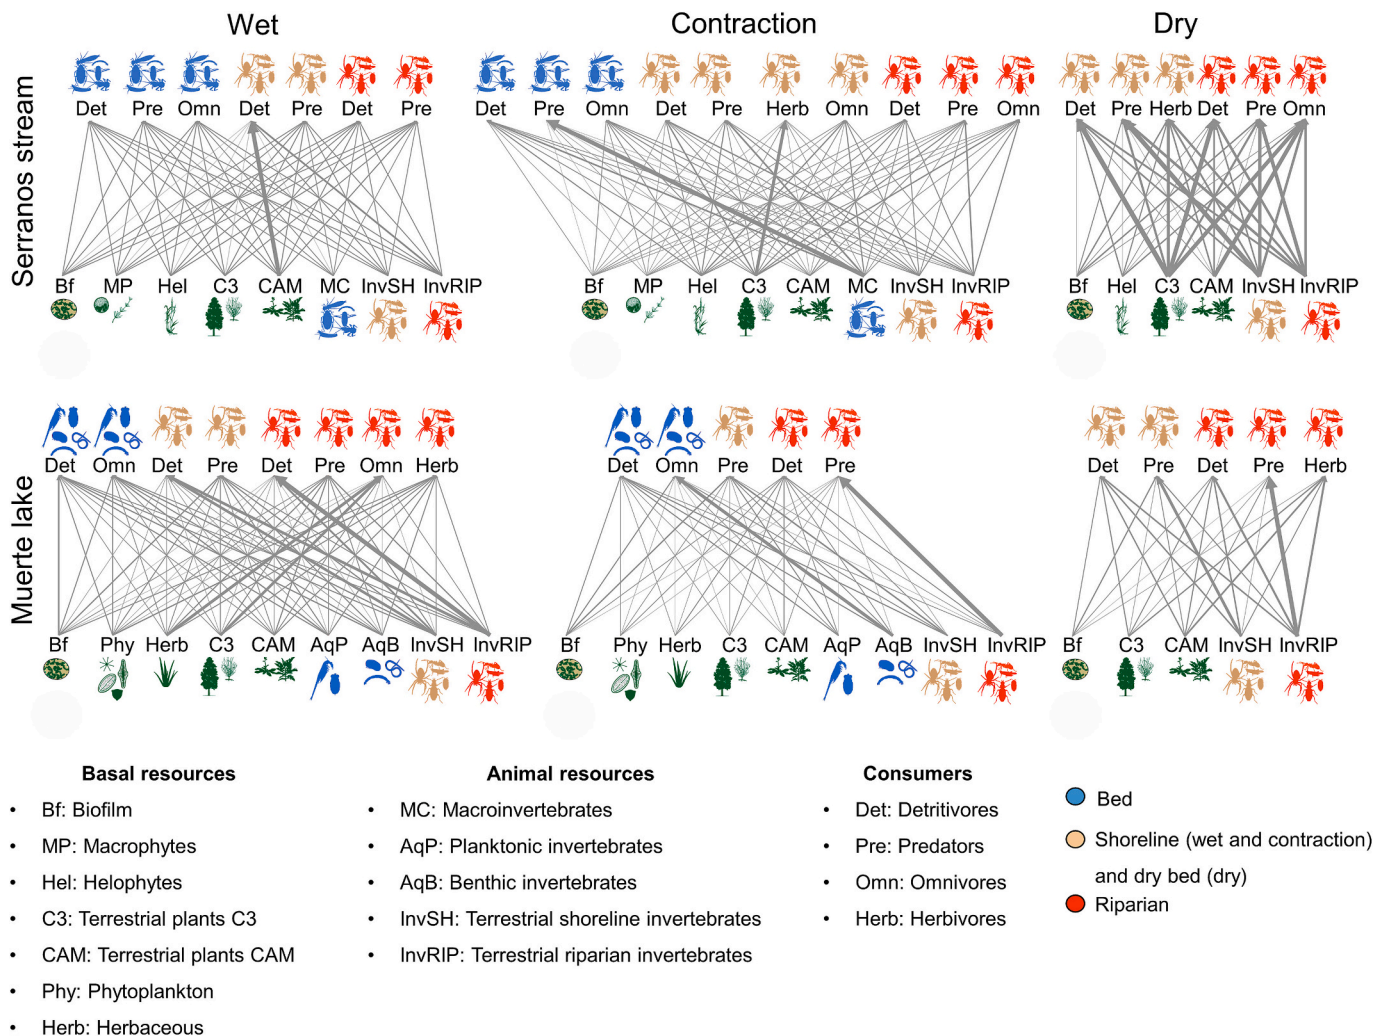 Wet Contraction Dry
Serranos stream
Det Pre Omn Det Pre Det Pre
Det Pre Omn Det Pre Herb Omn Det Pre Omn
Det Pre Herb Det Pre Omn
Bf MP Hel C3 CAM MC InvSH InvRIP
Bf MP Hel C3 CAM MC InvSH InvRIP
Bf Hel C3 CAM InvSH InvRIP
Muerte lake
Det Omn Det Pre Det Pre Omn Herb
Det Omn Pre Det Pre
Det Pre Det Pre Herb
Bf Phy Herb C3 CAM AqP AqB InvSH InvRIP
Bf Phy Herb C3 CAM AqP AqB InvSH InvRIP
Bf C3 CAM InvSH InvRIP
Basal resources
• Bf: Biofilm
• MP: Macrophytes
• Hel: Helophytes
• C3: Terrestrial plants C3
• CAM: Terrestrial plants CAM
• Phy: Phytoplankton
• Herb: Herbaceous
Animal resources
• MC: Macroinvertebrates
• AqP: Planktonic invertebrates
• AqB: Benthic invertebrates
• InvSH: Terrestrial shoreline invertebrates
• InvRIP: Terrestrial riparian invertebrates
Consumers
• Det: Detritivores
• Pre: Predators
• Omn: Omnivores
• Herb: Herbivores
Bed
Shoreline (wet and contraction)
and dry bed (dry)
Riparian